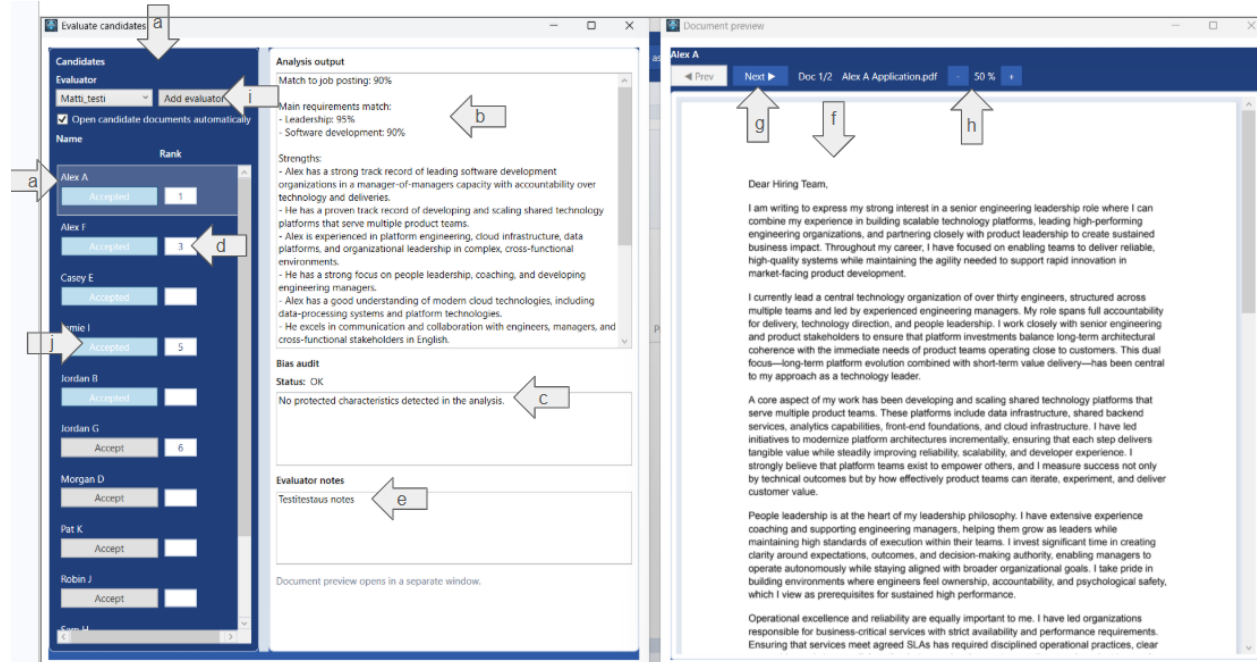 Evaluate candidates
a
Candidates
Evaluator
Matti_testi
Add evaluator
i
Open candidate documents automatically
Name
Rank
a
Alex A
Accepted 1
Alex F
Accepted 3
d
Casey E
Accepted
Jamie I
j
Accepted 5
Jordan B
Accepted
Jordan G
Accept 6
Morgan D
Accept
Pat K
Accept
Robin J
Accept
Sam H
Analysis output
Match to job posting: 90%
b
Main requirements match:
- Leadership: 95%
- Software development: 90%
Strengths:
- Alex has a strong track record of leading software development
organizations in a manager-of-managers capacity with accountability over
technology and deliveries.
- He has a proven track record of developing and scaling shared technology
platforms that serve multiple product teams.
- Alex is experienced in platform engineering, cloud infrastructure, data
platforms, and organizational leadership in complex, cross-functional
environments.
- He has a strong focus on people leadership, coaching, and developing
engineering managers.
- Alex has a good understanding of modern cloud technologies, including
data-processing systems and platform technologies.
- He excels in communication and collaboration with engineers, managers, and
cross-functional stakeholders in English.
Bias audit
Status: OK
No protected characteristics detected in the analysis.
c
Evaluator notes
Testitestaus notes
e
Document preview opens in a separate window.
as
P
Document preview
Alex A
◀ Prev Next ▶ Doc 1/2 Alex A Application.pdf - 50 % +
g
f
h
Dear Hiring Team,
I am writing to express my strong interest in a senior engineering leadership role where I can
combine my experience in building scalable technology platforms, leading high-performing
engineering organizations, and partnering closely with product leadership to create sustained
business impact. Throughout my career, I have focused on enabling teams to deliver reliable,
high-quality systems while maintaining the agility needed to support rapid innovation in
market-facing product development.
I currently lead a central technology organization of over thirty engineers, structured across
multiple teams and led by experienced engineering managers. My role spans full accountability
for delivery, technology direction, and people leadership. I work closely with senior engineering
and product stakeholders to ensure that platform investments balance long-term architectural
coherence with the immediate needs of product teams operating close to customers. This dual
focus—long-term platform evolution combined with short-term value delivery—has been central
to my approach as a technology leader.
A core aspect of my work has been developing and scaling shared technology platforms that
serve multiple product teams. These platforms include data infrastructure, shared backend
services, analytics capabilities, front-end foundations, and cloud infrastructure. I have led
initiatives to modernize platform architectures incrementally, ensuring that each step delivers
tangible value while steadily improving reliability, scalability, and developer experience. I
strongly believe that platform teams exist to empower others, and I measure success not only
by technical outcomes but by how effectively product teams can iterate, experiment, and deliver
customer value.
People leadership is at the heart of my leadership philosophy. I have extensive experience
coaching and supporting engineering managers, helping them grow as leaders while
maintaining high standards of execution within their teams. I invest significant time in creating
clarity around expectations, outcomes, and decision-making authority, enabling managers to
operate autonomously while staying aligned with broader organizational goals. I take pride in
building environments where engineers feel ownership, accountability, and psychological safety,
which I view as prerequisites for sustained high performance.
Operational excellence and reliability are equally important to me. I have led organizations
responsible for business-critical services with strict availability and performance requirements.
Ensuring that services meet agreed SLAs has required disciplined operational practices, clear